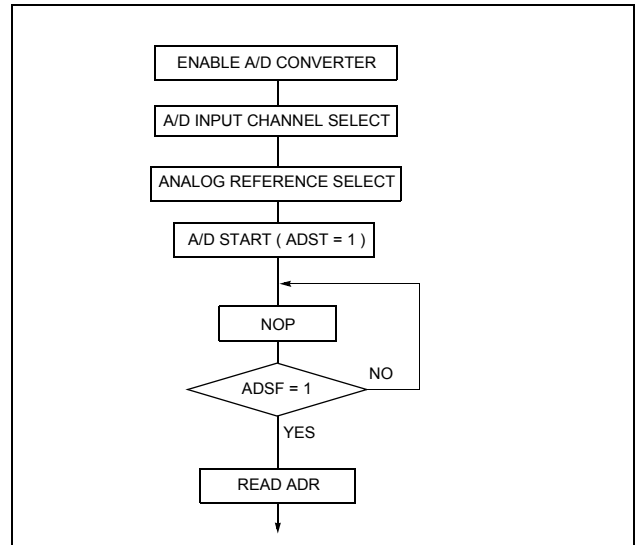 ENABLE A/D CONVERTER
A/D INPUT CHANNEL SELECT
ANALOG REFERENCE SELECT
A/D START ( ADST = 1 )
NOP
ADSF = 1
NO
YES
READ ADR